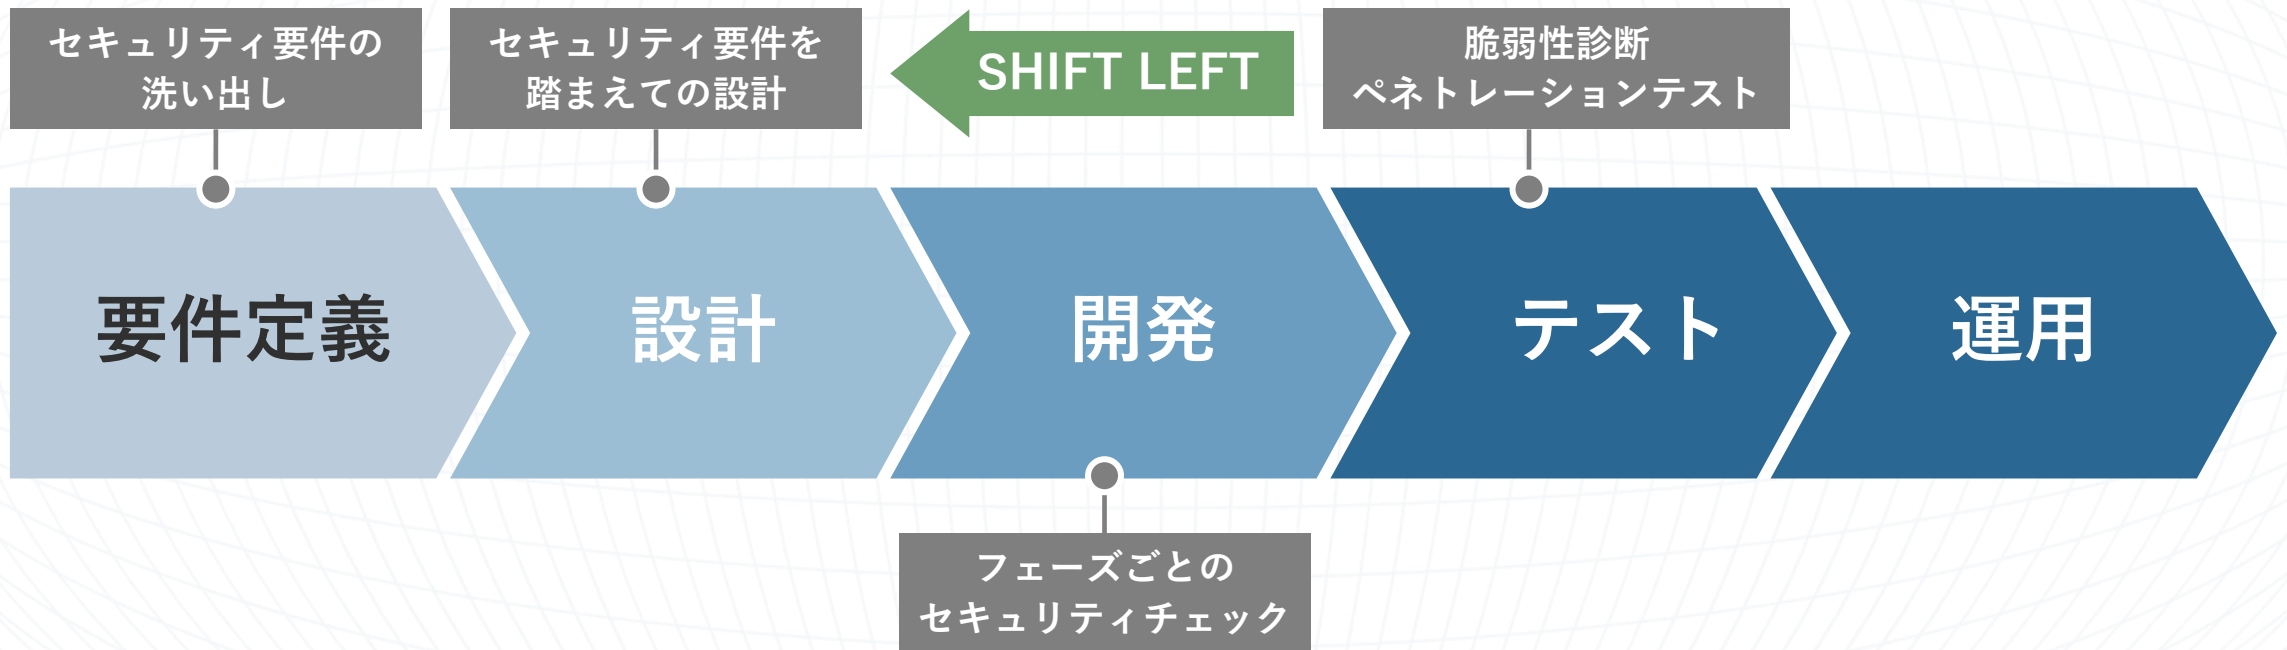 セキュリティ要件の
洗い出し
セキュリティ要件を
踏まえての設計
SHIFT LEFT
脆弱性診断
ペネトレーションテスト
要件定義
設計
開発
テスト
運用
フェーズごとの
セキュリティチェック